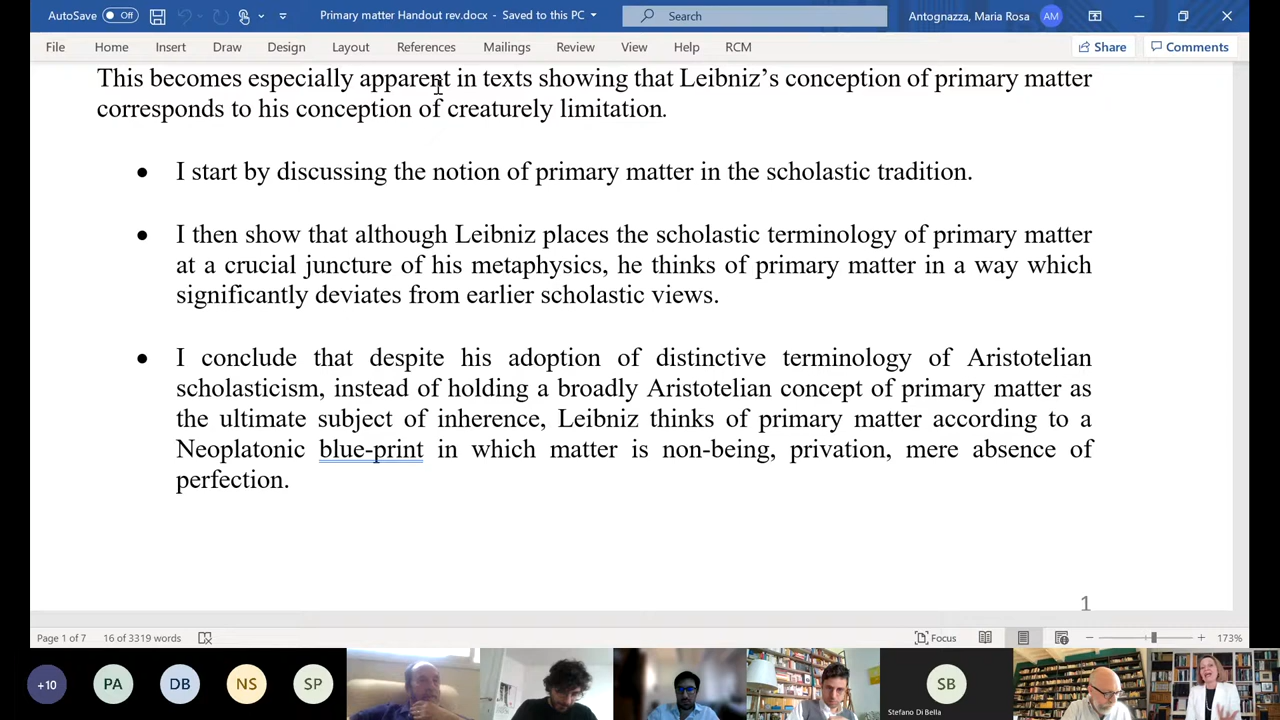 AutoSave Off Primary matter Handout rev.docx - Saved to this PC Search Antognazza, Maria Rosa AM
File Home Insert Draw Design Layout References Mailings Review View Help RCM Share Comments
This becomes especially apparent in texts showing that Leibniz’s conception of primary matter
corresponds to his conception of creaturely limitation.
• I start by discussing the notion of primary matter in the scholastic tradition.
• I then show that although Leibniz places the scholastic terminology of primary matter
at a crucial juncture of his metaphysics, he thinks of primary matter in a way which
significantly deviates from earlier scholastic views.
• I conclude that despite his adoption of distinctive terminology of Aristotelian
scholasticism, instead of holding a broadly Aristotelian concept of primary matter as
the ultimate subject of inherence, Leibniz thinks of primary matter according to a
Neoplatonic blue-print in which matter is non-being, privation, mere absence of
perfection.
1
Page 1 of 7 16 of 3319 words Focus 173%
+10 PA DB NS SP SB
Stefano Di Bella